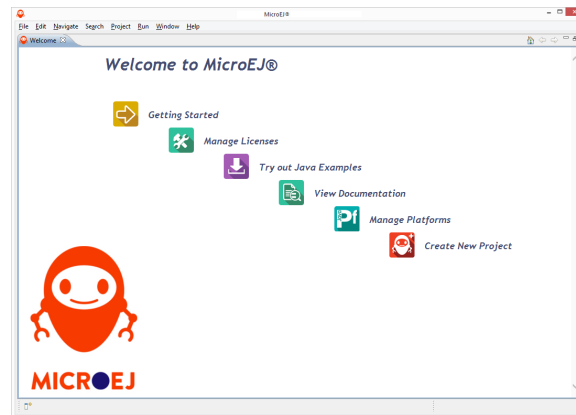 MicroEJ®
File Edit Navigate Search Project Run Window Help
Welcome
Welcome to MicroEJ®
Getting Started
Manage Licenses
Try out Java Examples
View Documentation
Pf Manage Platforms
Create New Project
MICROEJ